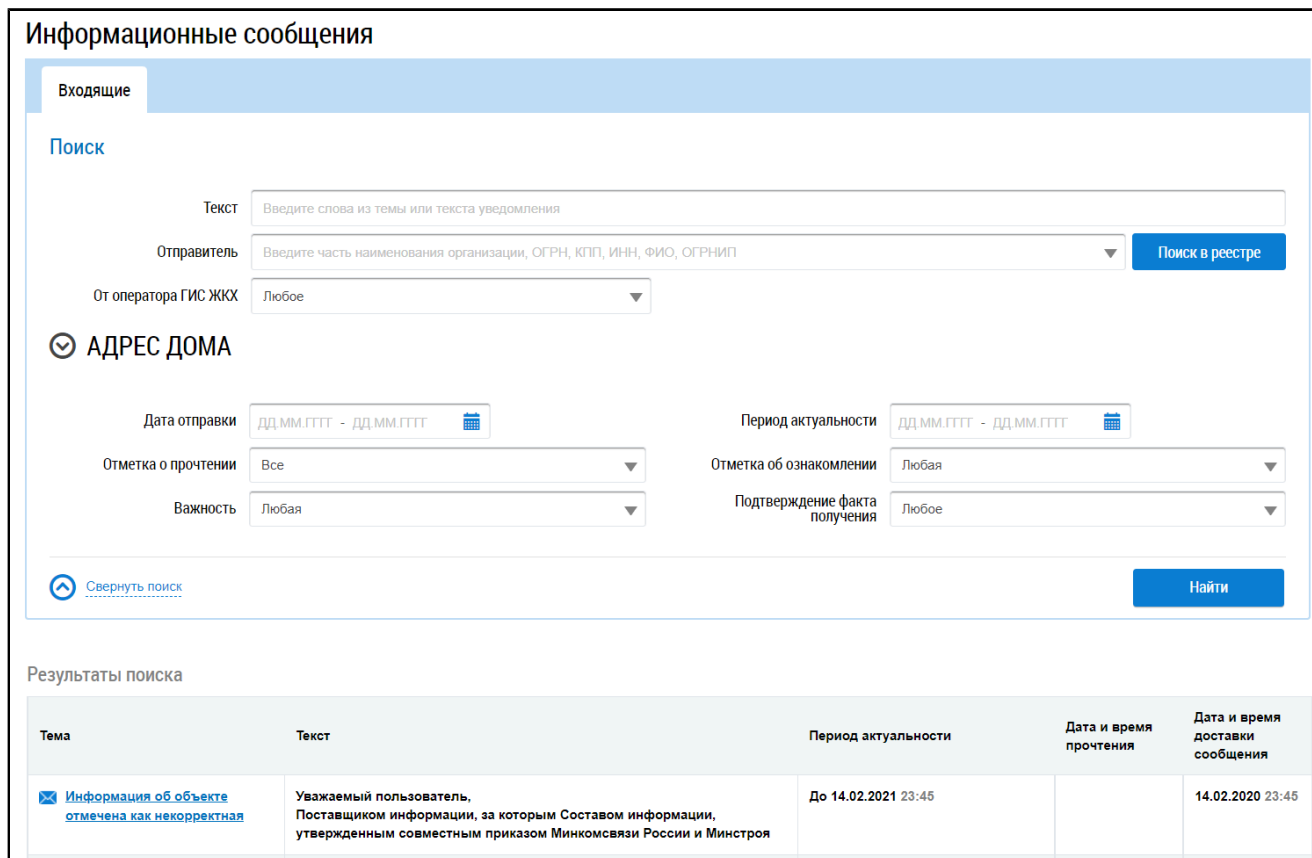 Информационные сообщения
Входящие
Поиск
Текст Введите слова из темы или текста уведомления
Отправитель Введите часть наименования организации, ОГРН, КПП, ИНН, ФИО, ОГРНИП Поиск в реестре
От оператора ГИС ЖКХ Любое
АДРЕС ДОМА
Дата отправки ДД.ММ.ГГГГ - ДД.ММ.ГГГГ Период актуальности ДД.ММ.ГГГГ - ДД.ММ.ГГГГ
Отметка о прочтении Все Отметка об ознакомлении Любая
Важность Любая Подтверждение факта
получения Любое
Свернуть поиск Найти
Результаты поиска
Тема Текст Период актуальности Дата и время
прочтения Дата и время
доставки
сообщения
Информация об объекте
отмечена как некорректная
Уважаемый пользователь,
Поставщиком информации, за которым Составом информации,
утвержденным совместным приказом Минкомсвязи России и Минстроя
До 14.02.2021 23:45
14.02.2020 23:45